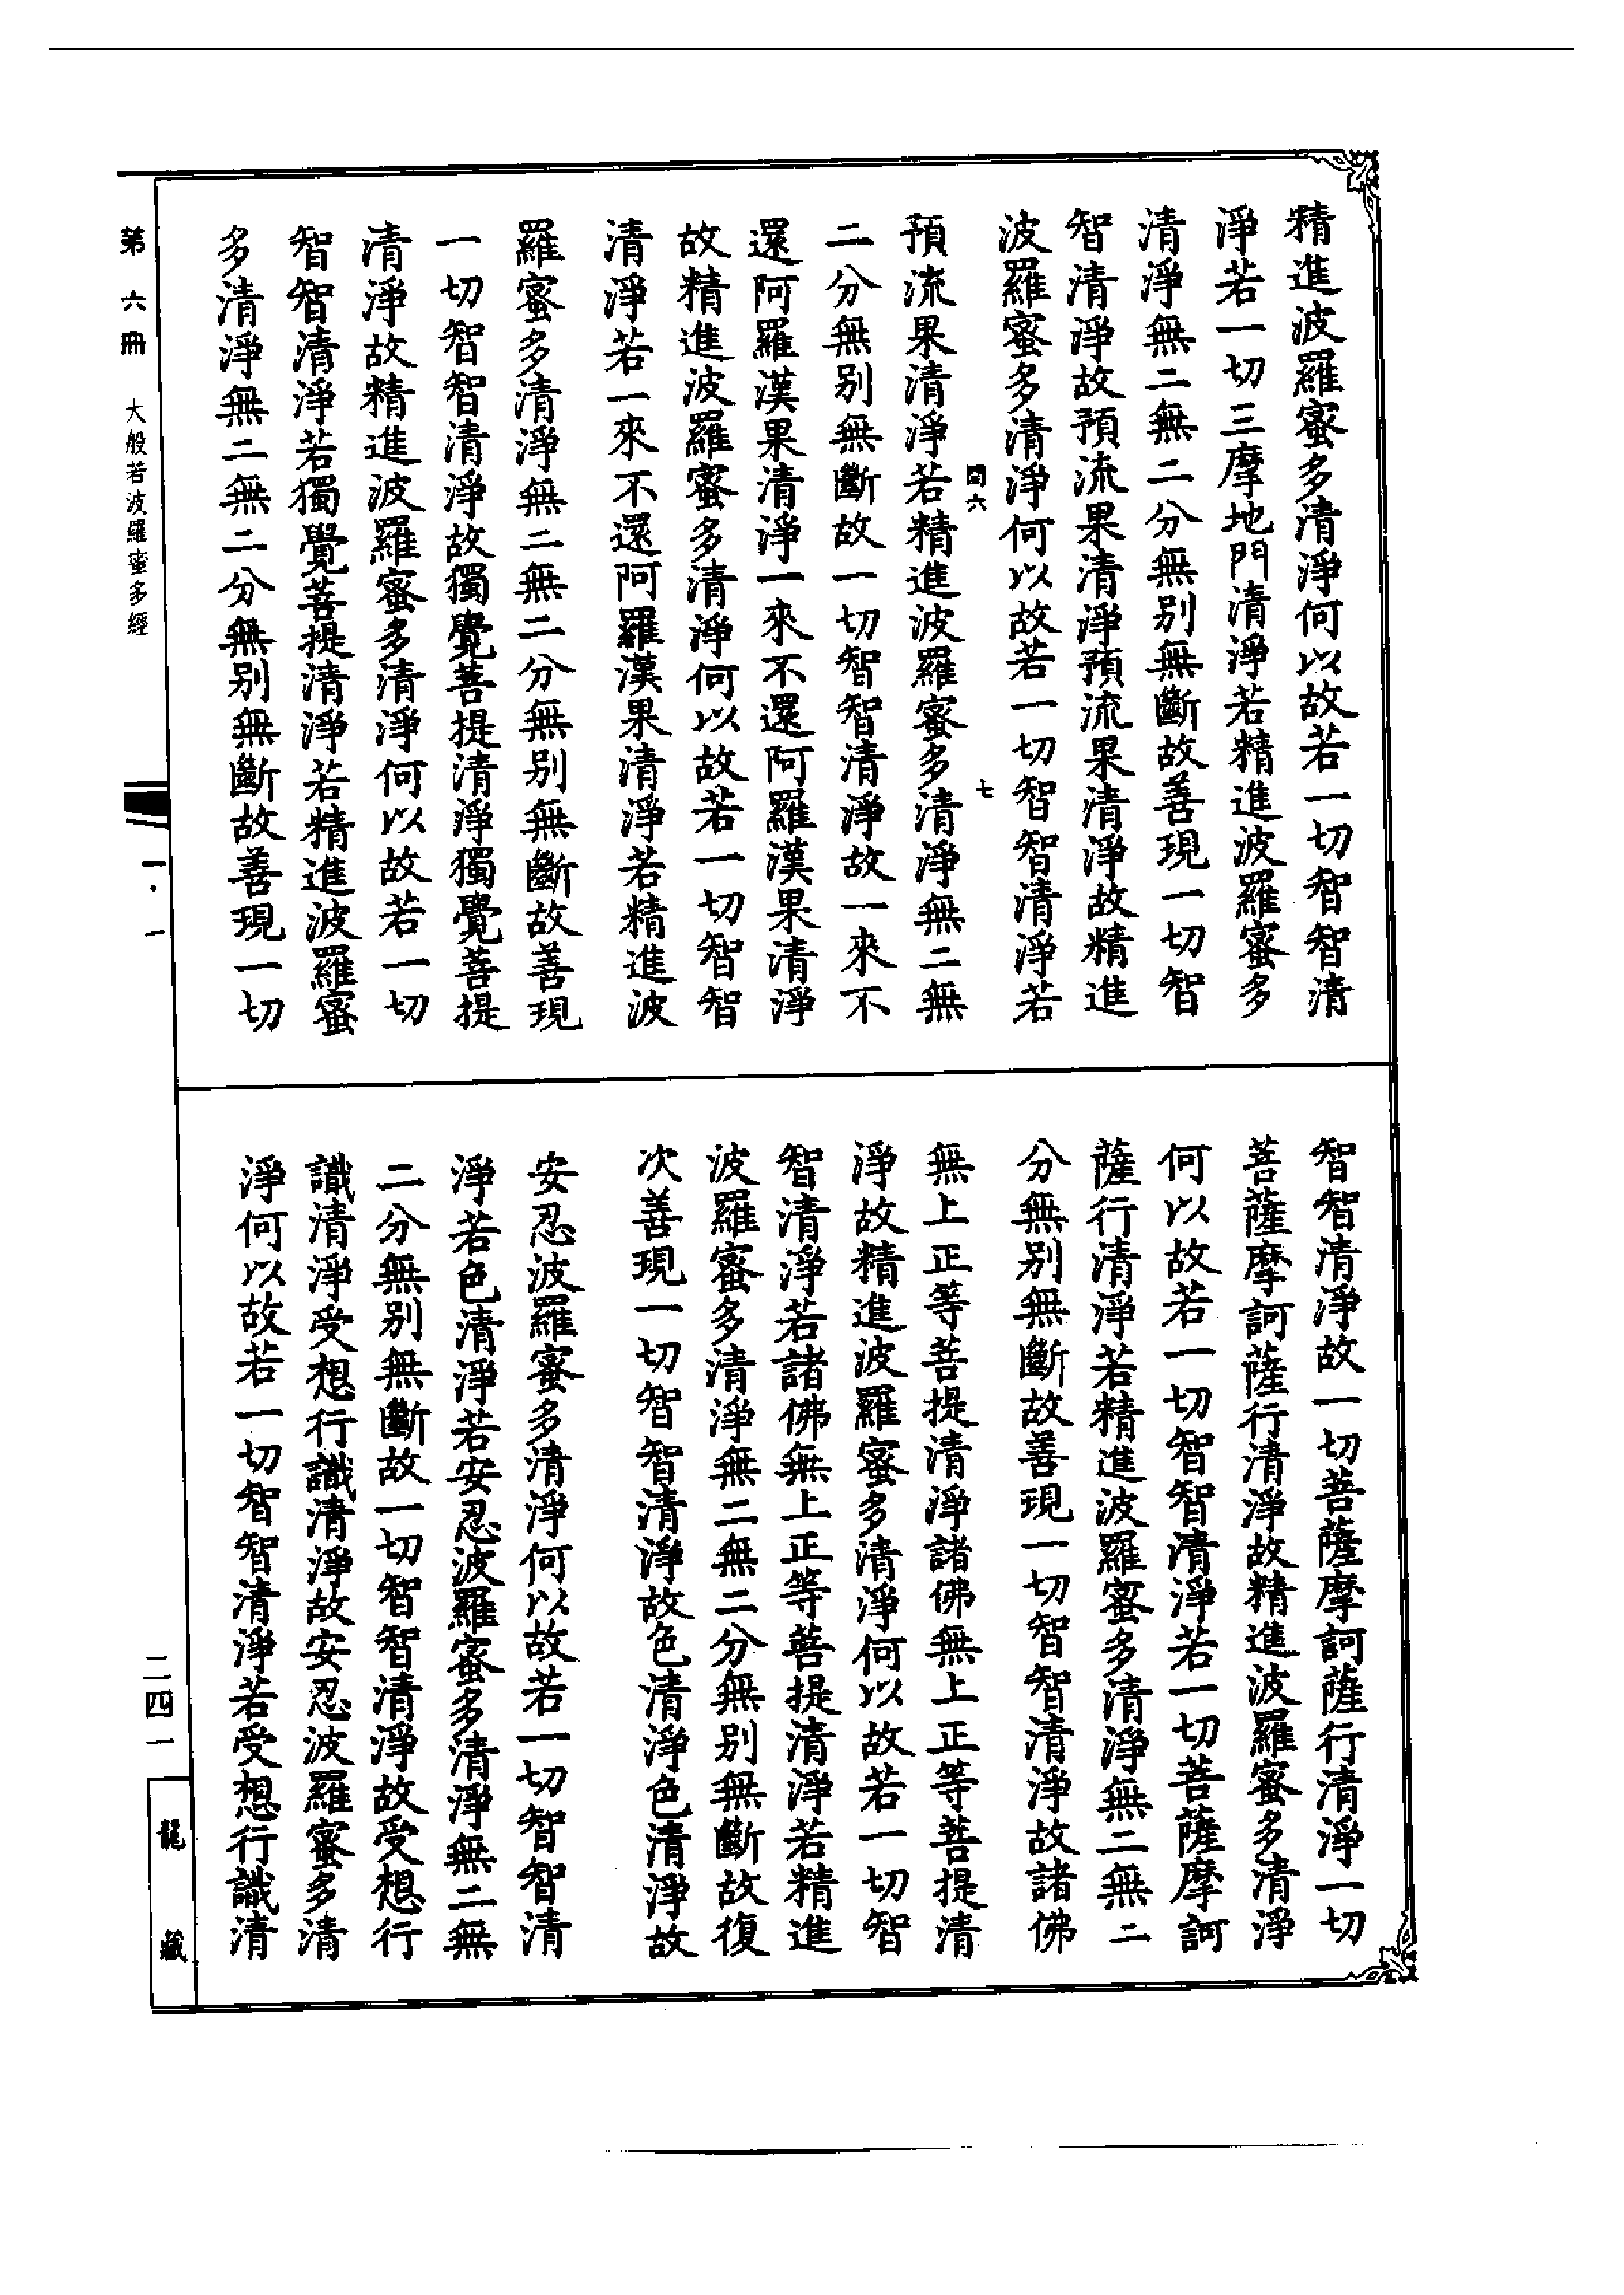 精進波羅蜜多清淨何以故若一切智智清
淨若一切三摩地門清淨若精進波羅蜜多
清淨無二無二分無別無斷故善現一切智
智清淨故預流果清淨預流果清淨故精進
波羅蜜多清淨何以故若一切智智清淨若
六 七
預流果清淨若精進波羅蜜多清淨無二無
二分無別無斷故一切智智清淨故一來不
還阿羅漢果清淨一來不還阿羅漢果清淨
故精進波羅蜜多清淨何以故若一切智智
清淨若一來不還阿羅漢果清淨若精進波
羅蜜多清淨無二無二分無別無斷故善現
一切智智清淨故獨覺菩提清淨獨覺菩提
清淨故精進波羅蜜多清淨何以故若一切
智智清淨若獨覺菩提清淨若精進波羅蜜
多清淨無二無二分無別無斷故善現一切
智智清淨故一切菩薩摩訶薩行清淨一切
菩薩摩訶薩行清淨故精進波羅蜜多清淨
何以故若一切智智清淨若一切菩薩摩訶
薩行清淨若精進波羅蜜多清淨無二無二
分無別無斷故善現一切智智清淨故諸佛
無上正等菩提清淨諸佛無上正等菩提清
淨故精進波羅蜜多清淨何以故若一切智
智清淨若諸佛無上正等菩提清淨若精進
波羅蜜多清淨無二無二分無別無斷故復
次善現一切智智清淨故色清淨色清淨故
安忍波羅蜜多清淨何以故若一切智智清
淨若色清淨若安忍波羅蜜多清淨無二無
二分無別無斷故一切智智清淨故受想行
識清淨受想行識清淨故安忍波羅蜜多清
淨何以故若一切智智清淨若受想行識清
第六冊 大般若波羅蜜多經
一·一
二四一
龍藏